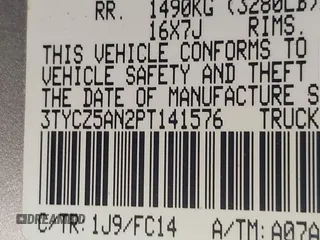 RR. 1490KG (3280LB)
16X7J RIMS.
THIS VEHICLE CONFORMS TO
VEHICLE SAFETY AND THEFT
THE DATE OF MANUFACTURE S
3TYCZ5AN2PT141576 TRUCK
DREAMBID
C/TR: 1J9/FC14 A/TM: A07A